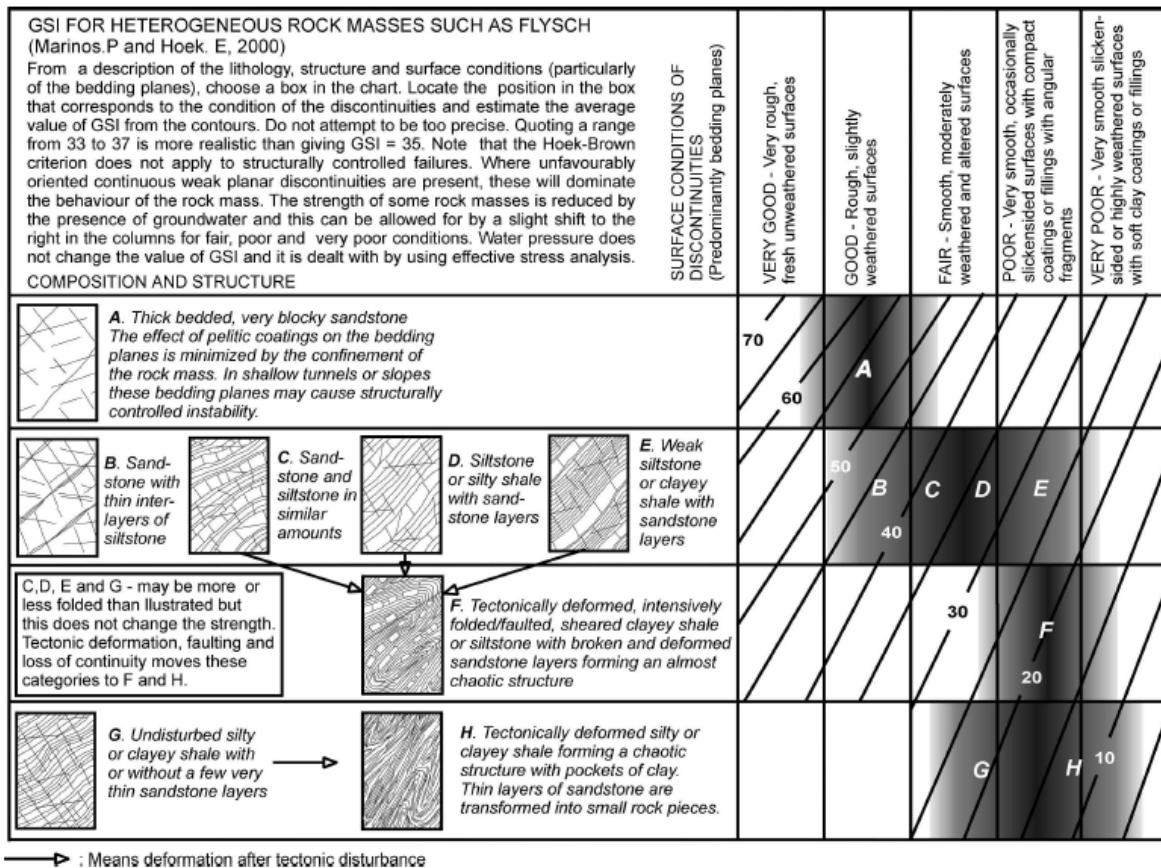 GSI FOR HETEROGENEOUS ROCK MASSES SUCH AS FLYSCH
(Marinos.P and Hoek. E, 2000)
From a description of the lithology, structure and surface conditions (particularly
of the bedding planes), choose a box in the chart. Locate the position in the box
that corresponds to the condition of the discontinuities and estimate the average
value of GSI from the contours. Do not attempt to be too precise. Quoting a range
from 33 to 37 is more realistic than giving GSI = 35. Note that the Hoek-Brown
criterion does not apply to structurally controlled failures. Where unfavourably
oriented continuous weak planar discontinuities are present, these will dominate
the behaviour of the rock mass. The strength of some rock masses is reduced by
the presence of groundwater and this can be allowed for by a slight shift to the
right in the columns for fair, poor and very poor conditions. Water pressure does
not change the value of GSI and it is dealt with by using effective stress analysis.
COMPOSITION AND STRUCTURE
SURFACE CONDITIONS OF
DISCONTINUITIES
(Predominantly bedding planes)
VERY GOOD - Very rough,
fresh unweathered surfaces
GOOD - Rough, slightly
weathered surfaces
FAIR - Smooth, moderately
weathered and altered surfaces
POOR - Very smooth, occasionally
slickensided surfaces with compact
coatings or fillings with angular
fragments
VERY POOR - Very smooth slicken-
sided or highly weathered surfaces
with soft clay coatings or fillings
A. Thick bedded, very blocky sandstone
The effect of pelitic coatings on the bedding
planes is minimized by the confinement of
the rock mass. In shallow tunnels or slopes
these bedding planes may cause structurally
controlled instability.
70
60
A
B. Sand-
stone with
thin inter-
layers of
siltstone
C. Sand-
stone and
siltstone in
similar
amounts
D. Siltstone
or silty shale
with sand-
stone layers
E. Weak
siltstone
or clayey
shale with
sandstone
layers
50
B
C
D
E
40
C,D, E and G - may be more or
less folded than Ilustrated but
this does not change the strength.
Tectonic deformation, faulting and
loss of continuity moves these
categories to F and H.
F. Tectonically deformed, intensively
folded/faulted, sheared clayey shale
or siltstone with broken and deformed
sandstone layers forming an almost
chaotic structure
30
F
20
G. Undisturbed silty
or clayey shale with
or without a few very
thin sandstone layers
H. Tectonically deformed silty or
clayey shale forming a chaotic
structure with pockets of clay.
Thin layers of sandstone are
transformed into small rock pieces.
G
H
10
: Means deformation after tectonic disturbance